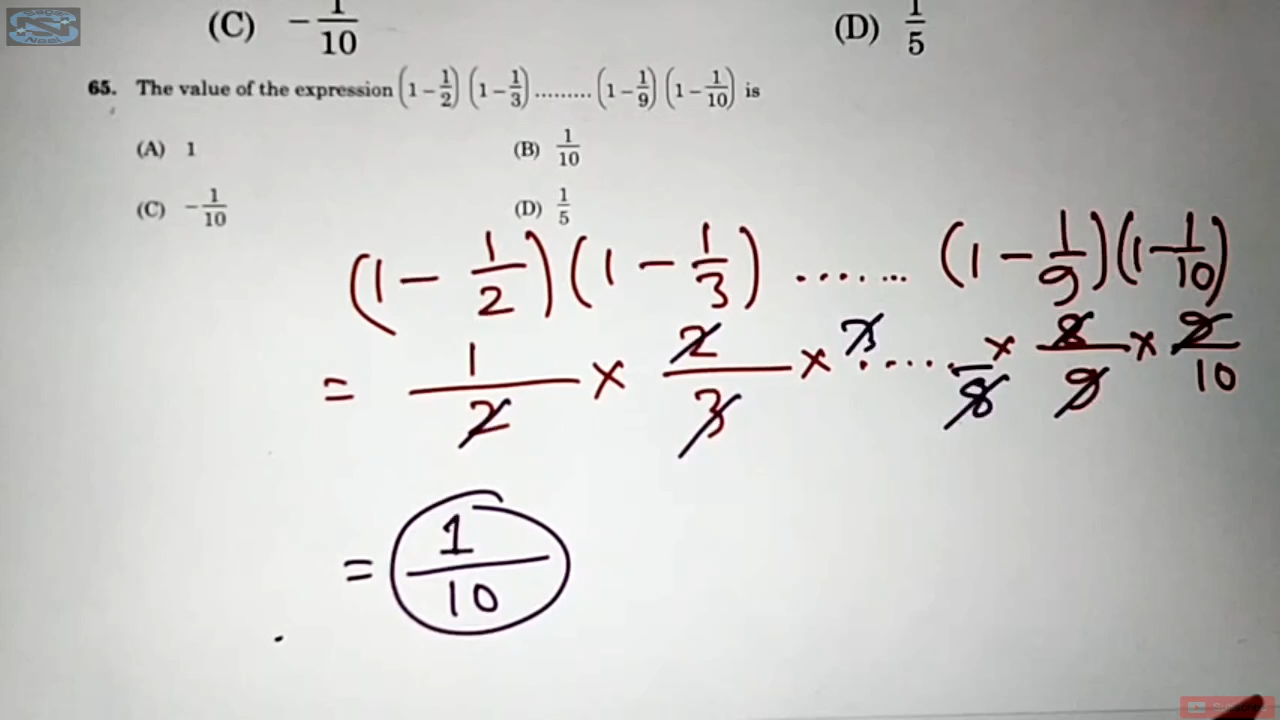 (C) -1/10 (D) 1/5
65. The value of the expression (1 - 1/2) (1 - 1/3) ......... (1 - 1/9) (1 - 1/10) is
(A) 1 (B) 1/10
(C) -1/10 (D) 1/5
(1 - 1/2) (1 - 1/3) ....... (1 - 1/9) (1 - 1/10)
= 1/2 × 2/3 × 3 ..... /8 × 8/9 × 9/10
= 1/10